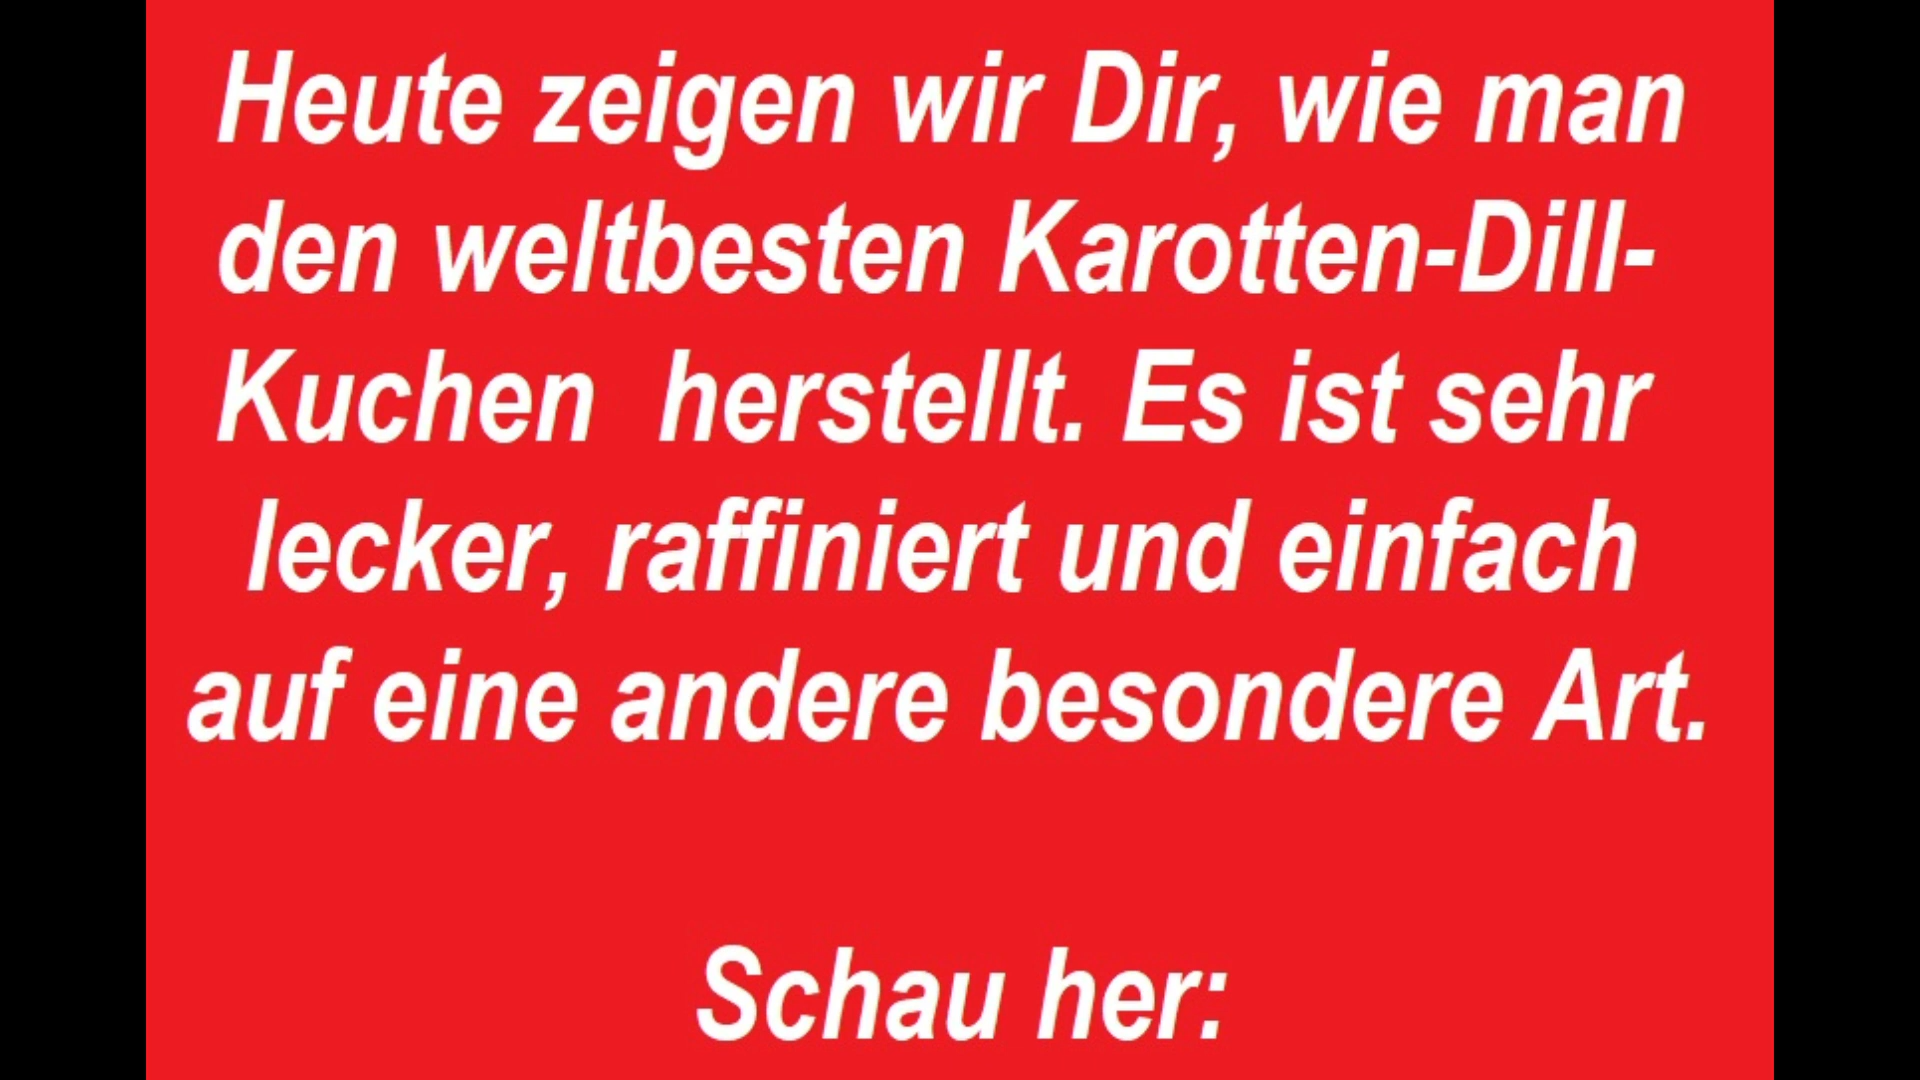 Heute zeigen wir Dir, wie man
den weltbesten Karotten-Dill-
Kuchen  herstellt. Es ist sehr
lecker, raffiniert und einfach
auf eine andere besondere Art.
Schau her: